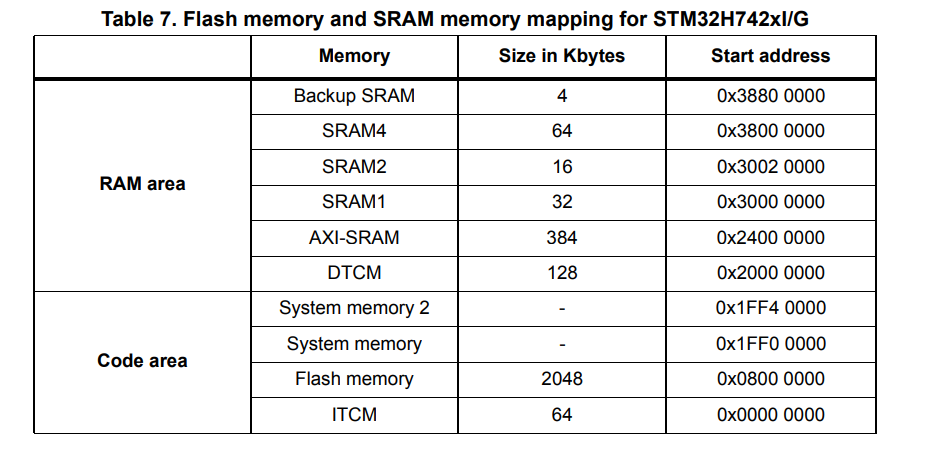 Table 7. Flash memory and SRAM memory mapping for STM32H742xI/G
Memory Size in Kbytes Start address
RAM area
Backup SRAM 4 0x3880 0000
SRAM4 64 0x3800 0000
SRAM2 16 0x3002 0000
SRAM1 32 0x3000 0000
AXI-SRAM 384 0x2400 0000
DTCM 128 0x2000 0000
Code area
System memory 2 - 0x1FF4 0000
System memory - 0x1FF0 0000
Flash memory 2048 0x0800 0000
ITCM 64 0x0000 0000